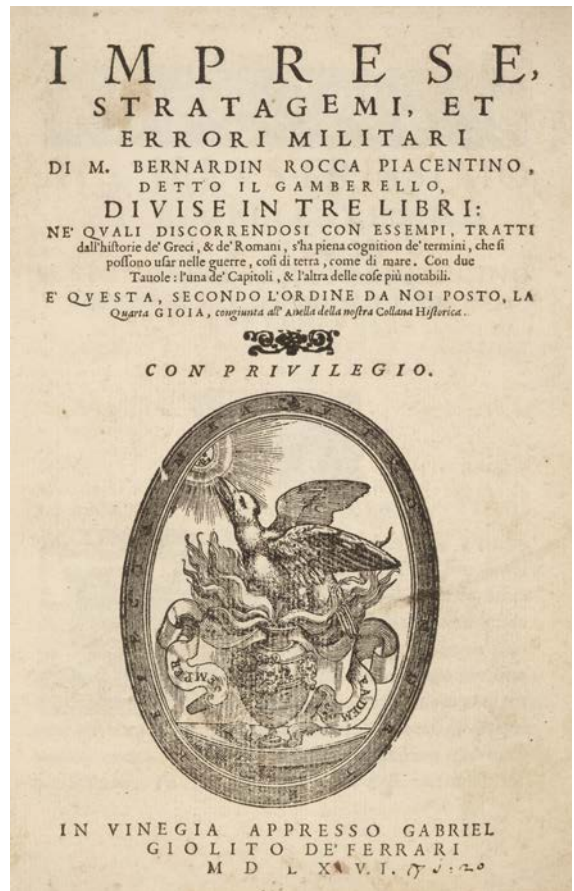 IMPRESE,
STRATAGEMI, ET
ERRORI MILITARI
DI M. BERNARDIN ROCCA PIACENTINO,
DETTO IL GAMBERELLO,
DIVISE IN TRE LIBRI:
NE' QVALI DISCORRENDOSI CON ESSEMPI, TRATTI
dall'historie de' Greci, & de' Romani, s'ha piena cognition de' termini, che si
possono usar nelle guerre, così di terra, come di mare. Con due
Tauole: l'una de' Capitoli, & l'altra delle cose più notabili.
E' QVESTA, SECONDO L'ORDINE DA NOI POSTO, LA
Quarta GIOIA, congiunta all' Anella della nostra Collana Historica.
CON PRIVILEGIO.
SEMPER
EADEM
IN VINEGIA APPRESSO GABRIEL
GIOLITO DE' FERRARI
M D L X V I.